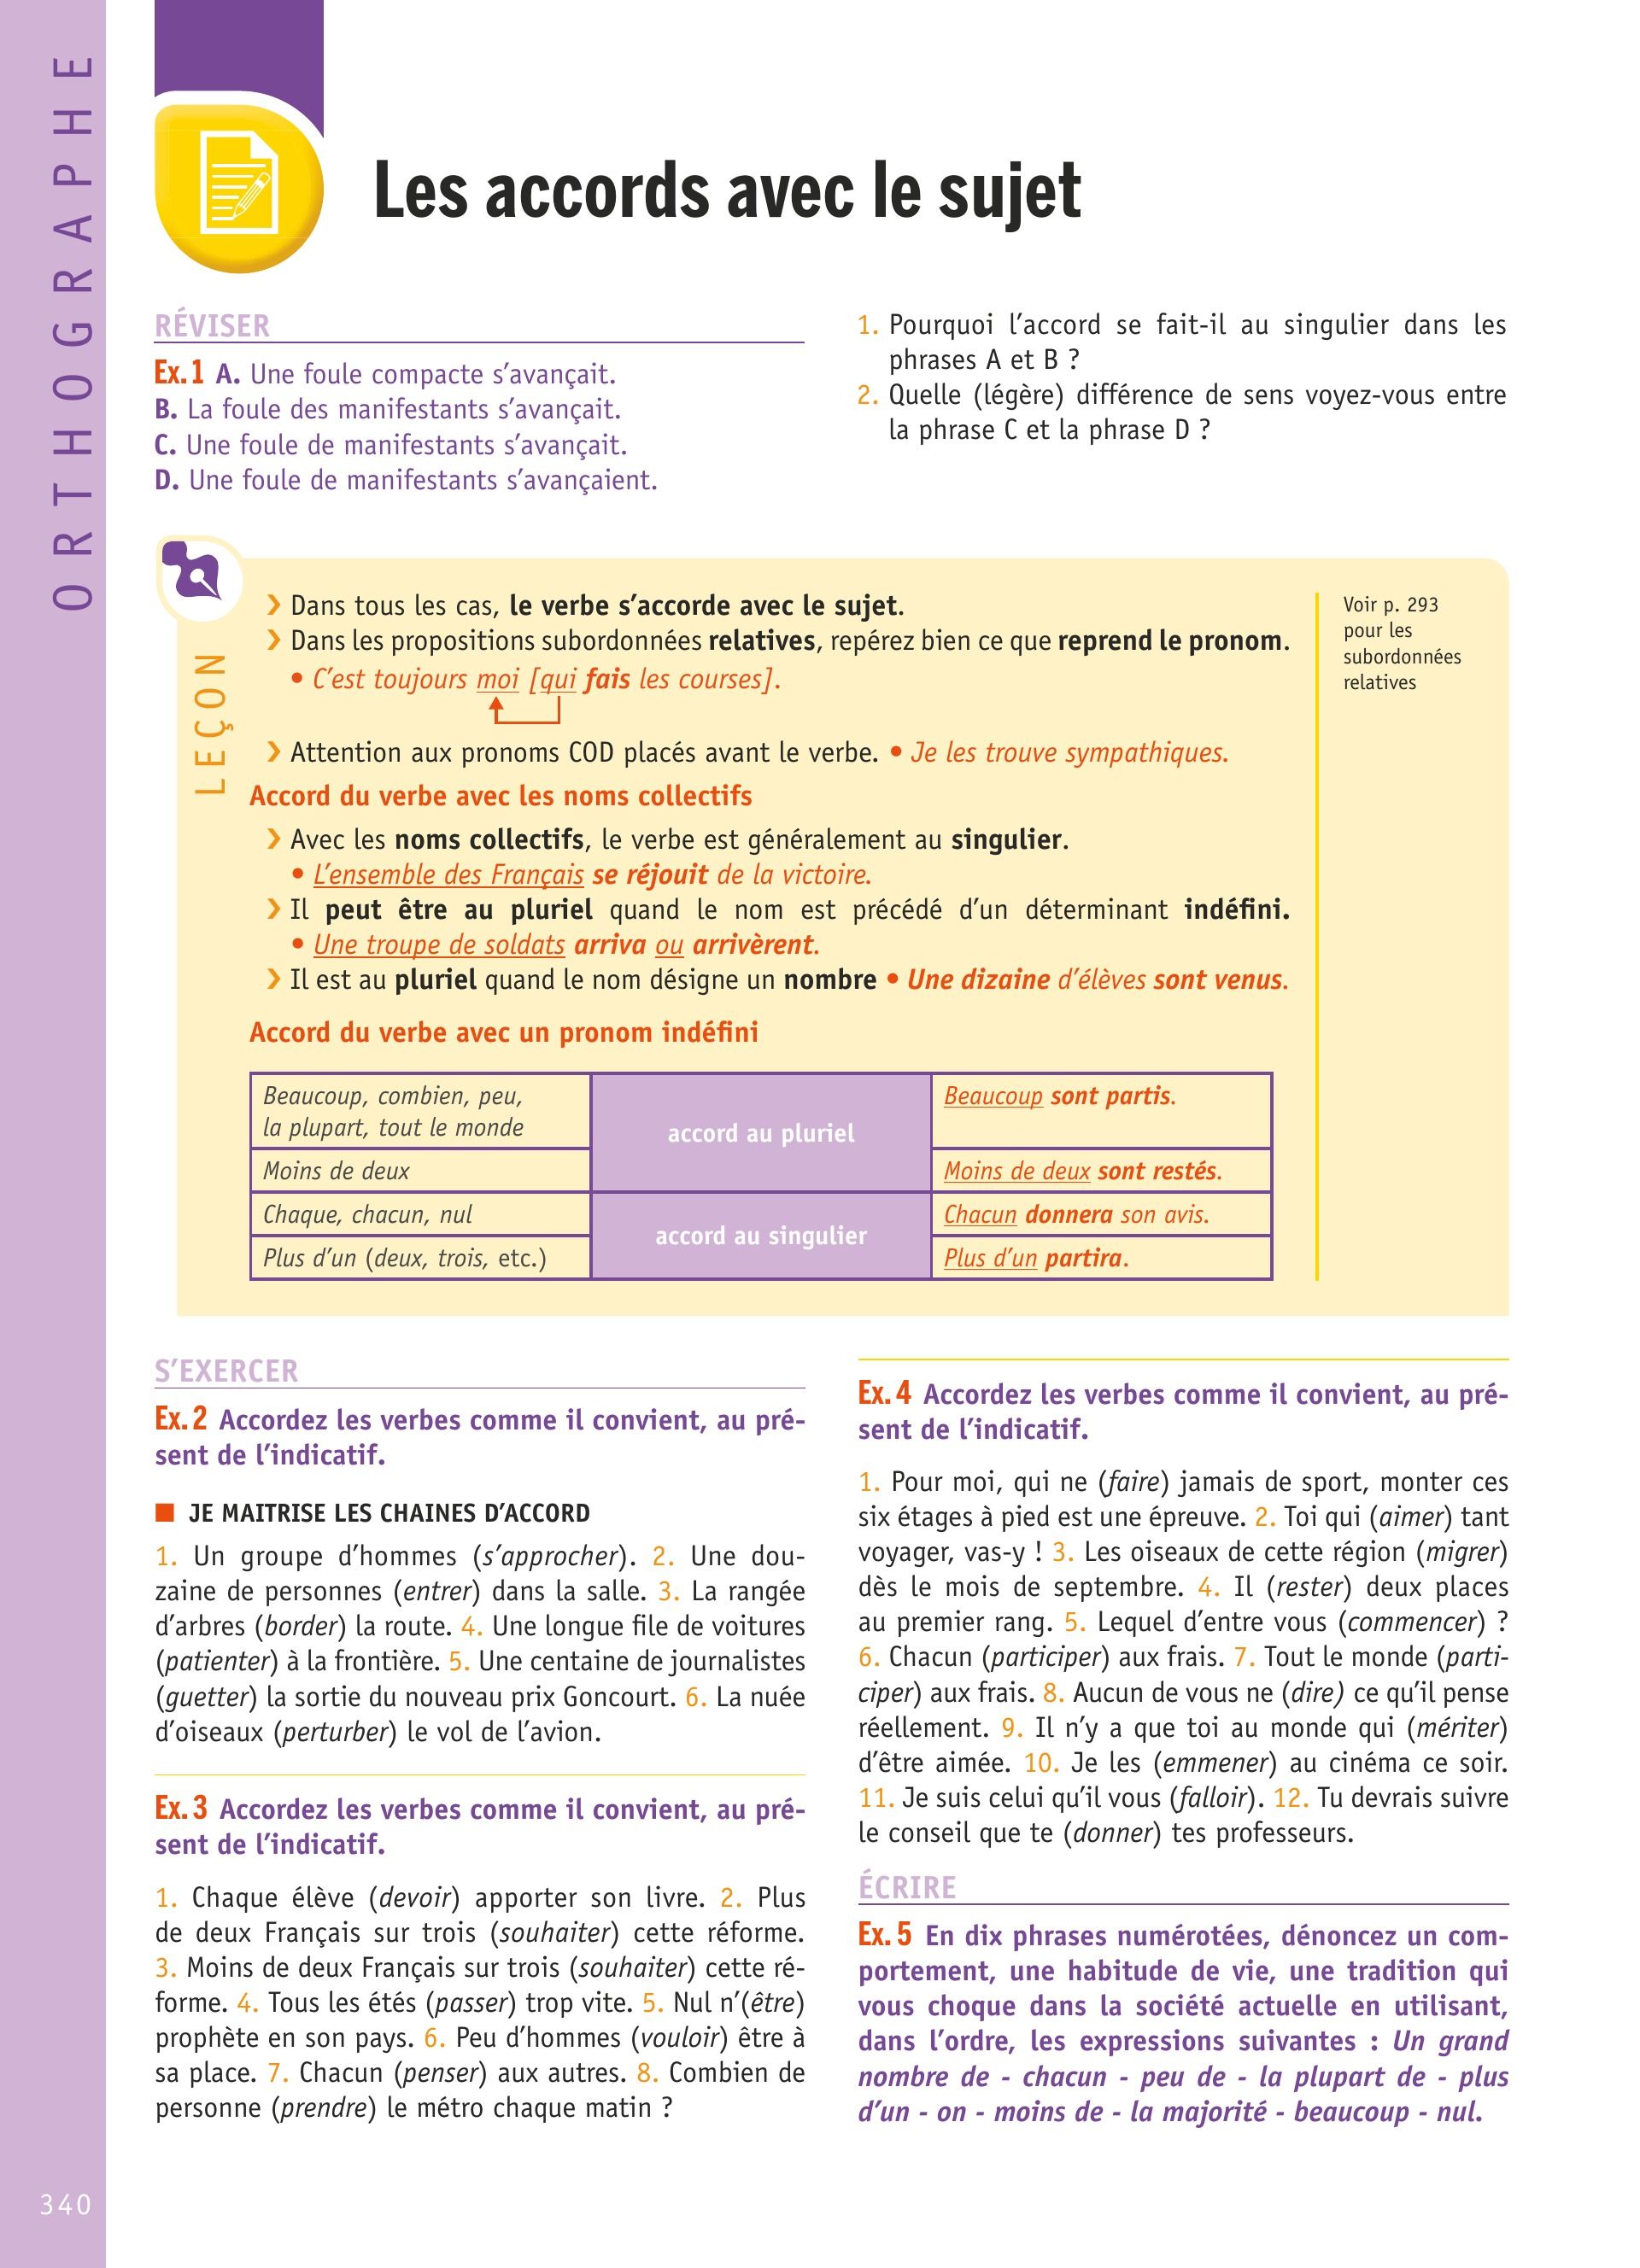 ORTHOGRAPHE
Les accords avec le sujet
RÉVISER
Ex. 1 A. Une foule compacte s’avançait.
B. La foule des manifestants s’avançait.
C. Une foule de manifestants s’avançait.
D. Une foule de manifestants s’avançaient.
1. Pourquoi l’accord se fait-il au singulier dans les
phrases A et B ?
2. Quelle (légère) différence de sens voyez-vous entre
la phrase C et la phrase D ?
LEÇON
❯ Dans tous les cas, le verbe s’accorde avec le sujet.
❯ Dans les propositions subordonnées relatives, repérez bien ce que reprend le pronom.
• C’est toujours moi [qui fais les courses].
❯ Attention aux pronoms COD placés avant le verbe. • Je les trouve sympathiques.
Accord du verbe avec les noms collectifs
❯ Avec les noms collectifs, le verbe est généralement au singulier.
• L’ensemble des Français se réjouit de la victoire.
❯ Il peut être au pluriel quand le nom est précédé d’un déterminant indéfini.
• Une troupe de soldats arriva ou arrivèrent.
❯ Il est au pluriel quand le nom désigne un nombre • Une dizaine d’élèves sont venus.
Voir p. 293
pour les
subordonnées
relatives
Accord du verbe avec un pronom indéfini
Beaucoup, combien, peu,
la plupart, tout le monde
accord au pluriel
Beaucoup sont partis.
Moins de deux
Moins de deux sont restés.
Chaque, chacun, nul
accord au singulier
Chacun donnera son avis.
Plus d’un (deux, trois, etc.)
Plus d’un partira.
S’EXERCER
Ex. 2 Accordez les verbes comme il convient, au pré-
sent de l’indicatif.
■ JE MAITRISE LES CHAINES D’ACCORD
1. Un groupe d’hommes (s’approcher). 2. Une dou-
zaine de personnes (entrer) dans la salle. 3. La rangée
d’arbres (border) la route. 4. Une longue file de voitures
(patienter) à la frontière. 5. Une centaine de journalistes
(guetter) la sortie du nouveau prix Goncourt. 6. La nuée
d’oiseaux (perturber) le vol de l’avion.
Ex. 3 Accordez les verbes comme il convient, au pré-
sent de l’indicatif.
1. Chaque élève (devoir) apporter son livre. 2. Plus
de deux Français sur trois (souhaiter) cette réforme.
3. Moins de deux Français sur trois (souhaiter) cette ré-
forme. 4. Tous les étés (passer) trop vite. 5. Nul n’(être)
prophète en son pays. 6. Peu d’hommes (vouloir) être à
sa place. 7. Chacun (penser) aux autres. 8. Combien de
personne (prendre) le métro chaque matin ?
Ex. 4 Accordez les verbes comme il convient, au pré-
sent de l’indicatif.
1. Pour moi, qui ne (faire) jamais de sport, monter ces
six étages à pied est une épreuve. 2. Toi qui (aimer) tant
voyager, vas-y ! 3. Les oiseaux de cette région (migrer)
dès le mois de septembre. 4. Il (rester) deux places
au premier rang. 5. Lequel d’entre vous (commencer) ?
6. Chacun (participer) aux frais. 7. Tout le monde (parti-
ciper) aux frais. 8. Aucun de vous ne (dire) ce qu’il pense
réellement. 9. Il n’y a que toi au monde qui (mériter)
d’être aimée. 10. Je les (emmener) au cinéma ce soir.
11. Je suis celui qu’il vous (falloir). 12. Tu devrais suivre
le conseil que te (donner) tes professeurs.
ÉCRIRE
Ex. 5 En dix phrases numérotées, dénoncez un com-
portement, une habitude de vie, une tradition qui
vous choque dans la société actuelle en utilisant,
dans l’ordre, les expressions suivantes : Un grand
nombre de - chacun - peu de - la plupart de - plus
d’un - on - moins de - la majorité - beaucoup - nul.
340